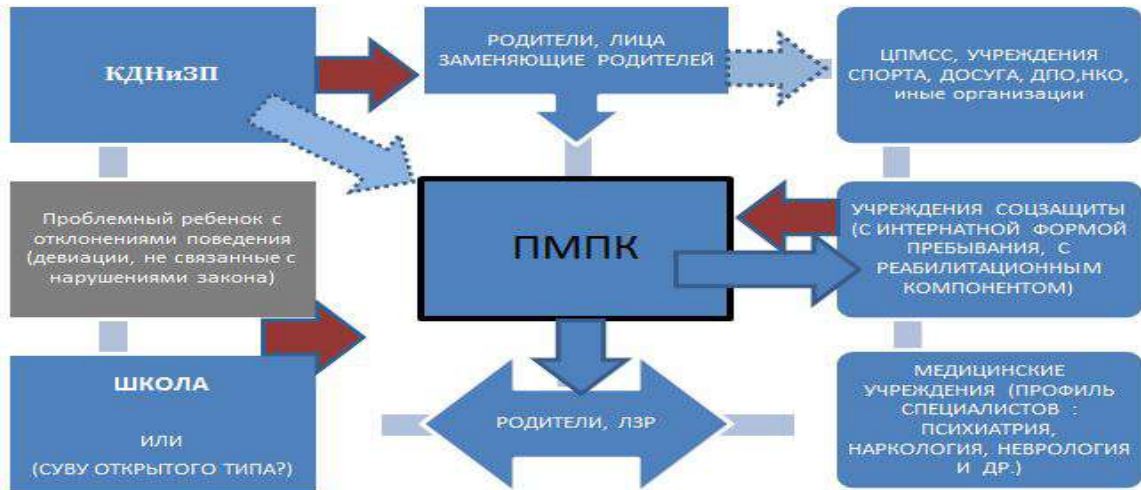 КДНиЗП
РОДИТЕЛИ, ЛИЦА
ЗАМЕНЯЮЩИЕ РОДИТЕЛЕЙ
ЦПМСС, УЧРЕЖДЕНИЯ
СПОРТА, ДОСУГА, ДПО,НКО,
иные организации
Проблемный ребенок с
отклонениями поведения
(девиации, не связанные с
нарушениями закона)
ПМПК
УЧРЕЖДЕНИЯ СОЦЗАЩИТЫ
(С ИНТЕРНАТНОЙ ФОРМОЙ
ПРЕБЫВАНИЯ, С
РЕАБИЛИТАЦИОННЫМ
КОМПОНЕНТОМ)
ШКОЛА
ИЛИ
(СУВУ ОТКРЫТОГО ТИПА?)
РОДИТЕЛИ, ЛЗР
МЕДИЦИНСКИЕ
УЧРЕЖДЕНИЯ (ПРОФИЛЬ
СПЕЦИАЛИСТОВ :
ПСИХИАТРИЯ,
НАРКОЛОГИЯ, НЕВРОЛОГИЯ
И ДР.)